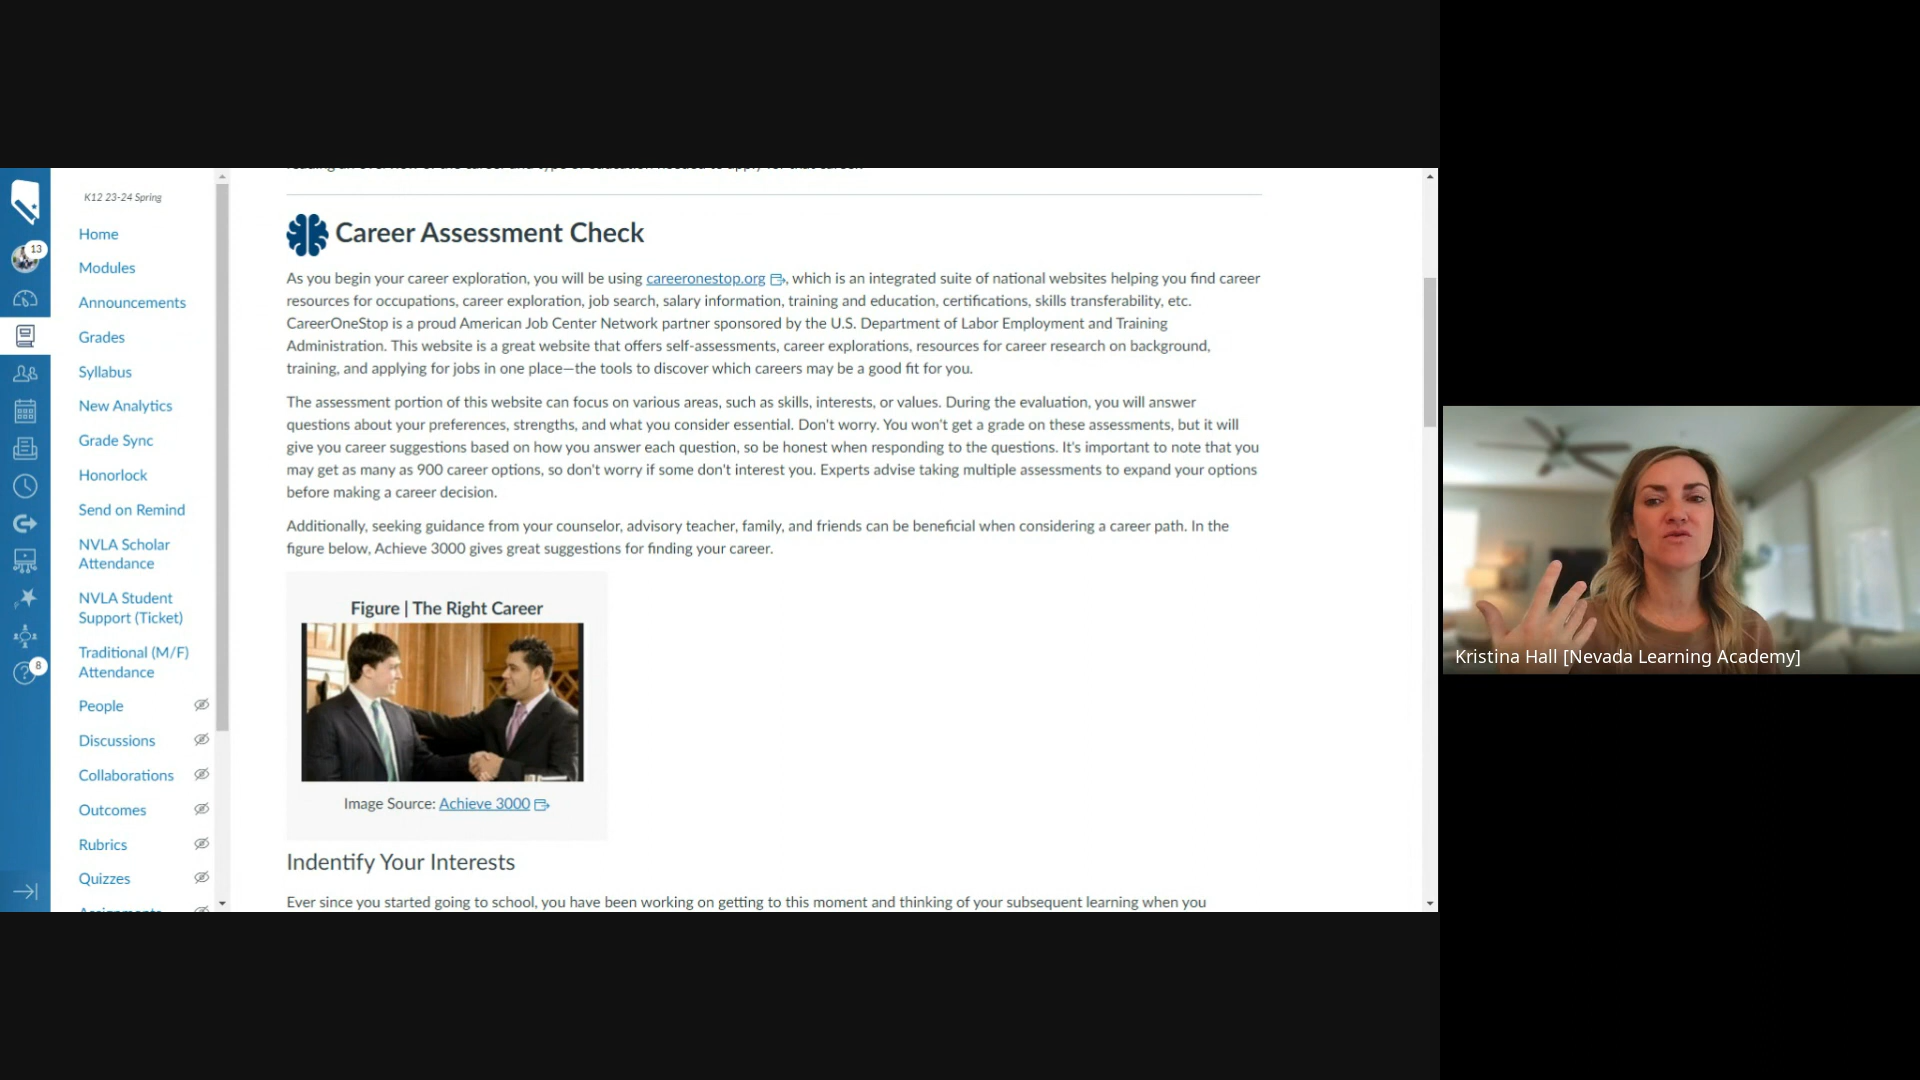 K12 23-24 Spring
13
Home
Modules
Announcements
Grades
Syllabus
New Analytics
Grade Sync
Honorlock
Send on Remind
NVLA Scholar
Attendance
NVLA Student
Support (Ticket)
8
Traditional (M/F)
Attendance
People
Discussions
Collaborations
Outcomes
Rubrics
Quizzes
Career Assessment Check
As you begin your career exploration, you will be using careeronestop.org, which is an integrated suite of national websites helping you find career
resources for occupations, career exploration, job search, salary information, training and education, certifications, skills transferability, etc.
CareerOneStop is a proud American Job Center Network partner sponsored by the U.S. Department of Labor Employment and Training
Administration. This website is a great website that offers self-assessments, career explorations, resources for career research on background,
training, and applying for jobs in one place—the tools to discover which careers may be a good fit for you.
The assessment portion of this website can focus on various areas, such as skills, interests, or values. During the evaluation, you will answer
questions about your preferences, strengths, and what you consider essential. Don't worry. You won't get a grade on these assessments, but it will
give you career suggestions based on how you answer each question, so be honest when responding to the questions. It's important to note that you
may get as many as 900 career options, so don't worry if some don't interest you. Experts advise taking multiple assessments to expand your options
before making a career decision.
Additionally, seeking guidance from your counselor, advisory teacher, family, and friends can be beneficial when considering a career path. In the
figure below, Achieve 3000 gives great suggestions for finding your career.
Figure | The Right Career
Image Source: Achieve 3000
Indentify Your Interests
Ever since you started going to school, you have been working on getting to this moment and thinking of your subsequent learning when you
Kristina Hall [Nevada Learning Academy]